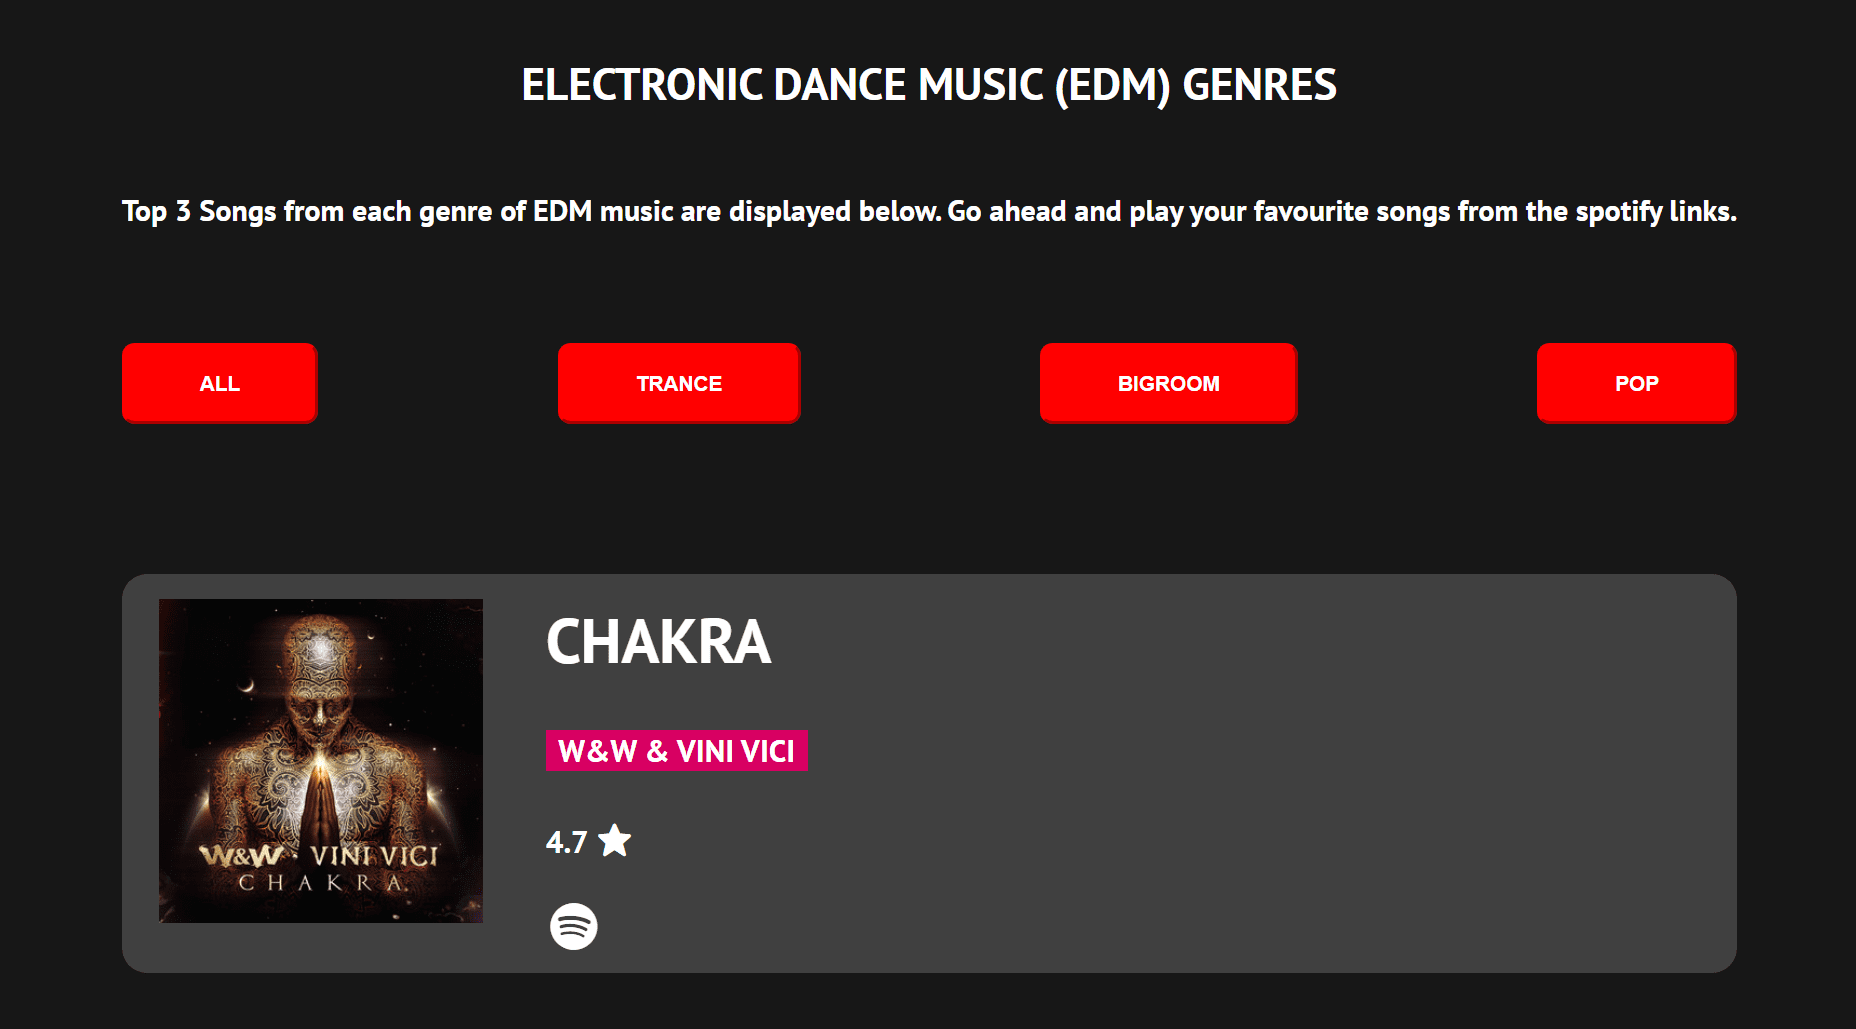 ELECTRONIC DANCE MUSIC (EDM) GENRES
Top 3 Songs from each genre of EDM music are displayed below. Go ahead and play your favourite songs from the spotify links.
ALL
TRANCE
BIGROOM
POP
CHAKRA
W&W & VINI VICI
4.7
W&W · VINI VICI
CHAKRA